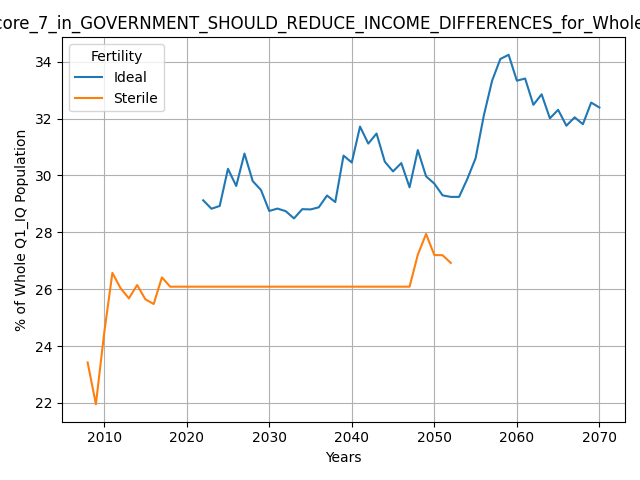 core_7_in_GOVERNMENT_SHOULD_REDUCE_INCOME_DIFFERENCES_for_Whole
Fertility
Ideal
Sterile
% of Whole Q1_IQ Population
34
32
30
28
26
24
22
2010 2020 2030 2040 2050 2060 2070
Years